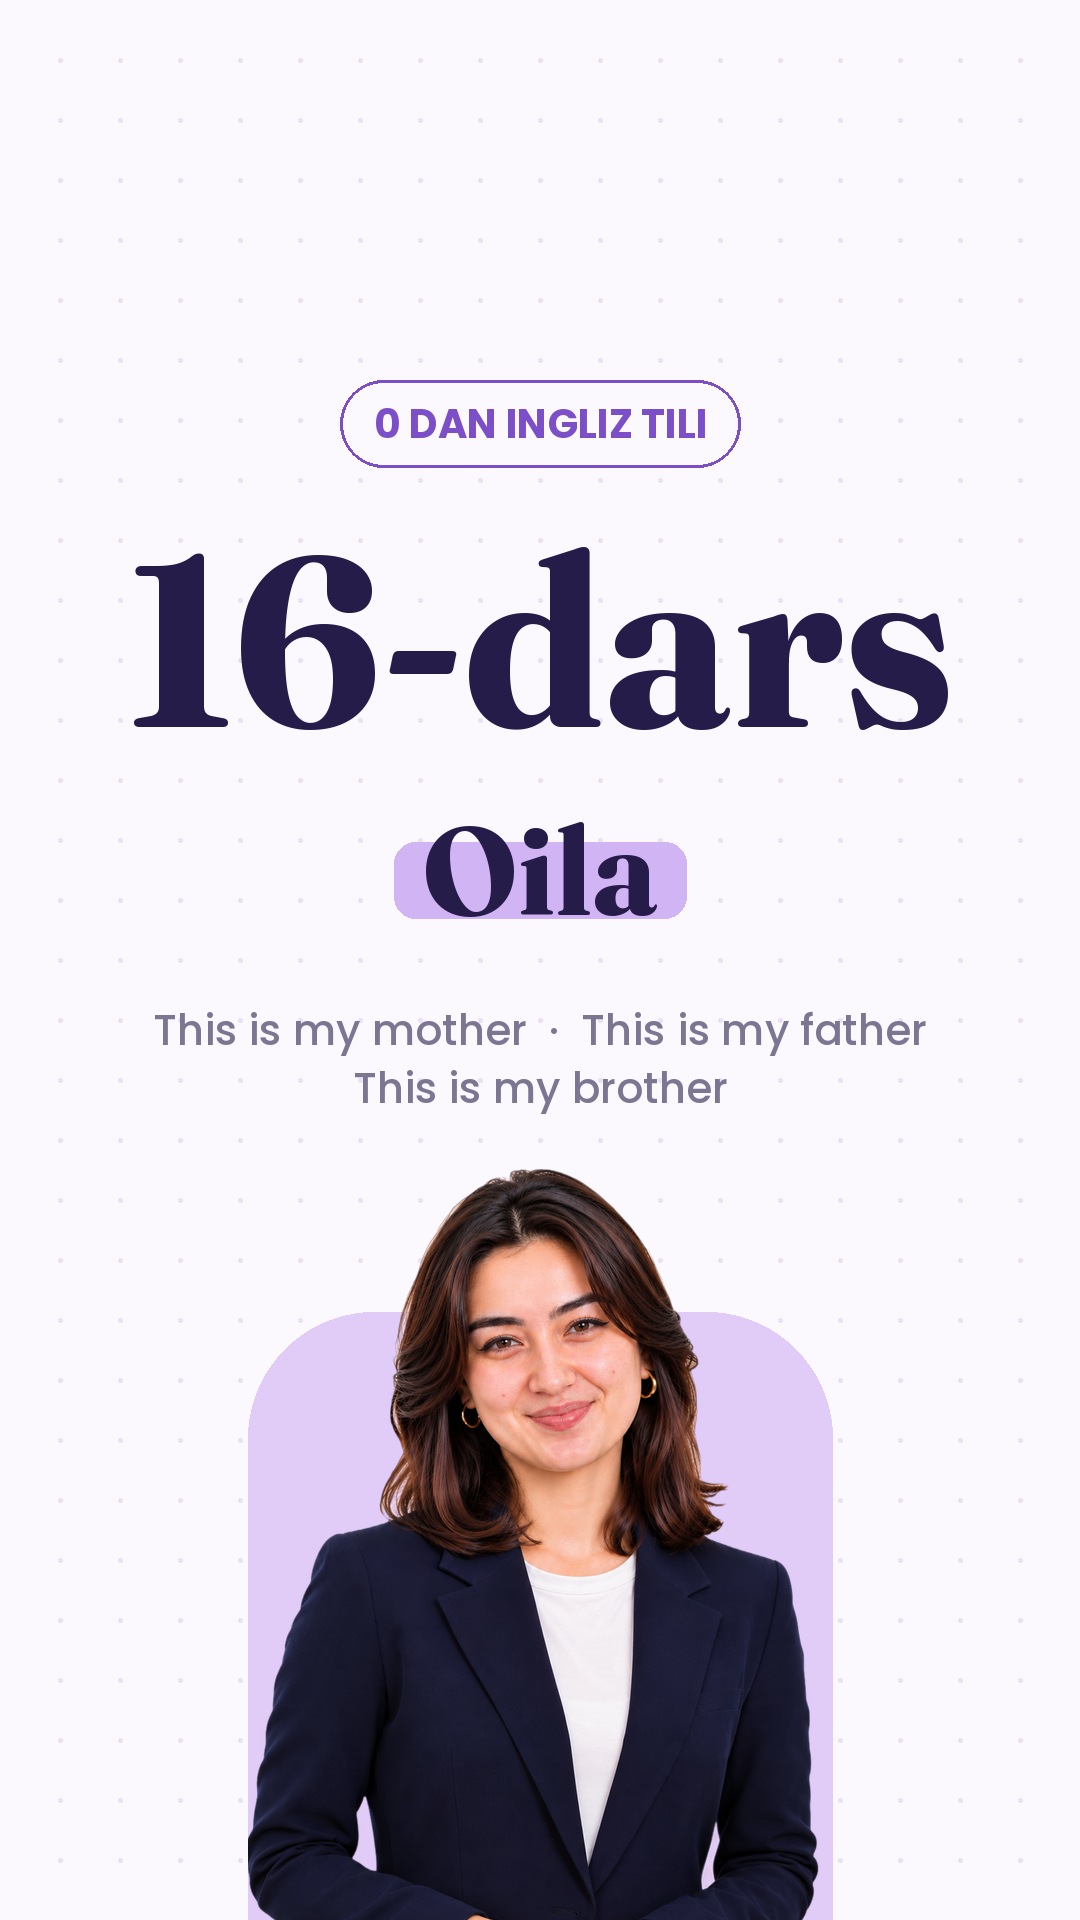 0 DAN INGLIZ TILI
16-dars
Oila
This is my mother · This is my father
This is my brother